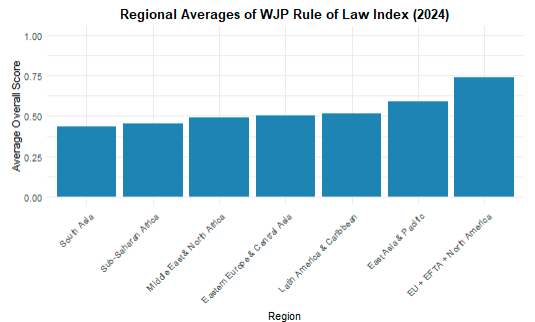 Regional Averages of WJP Rule of Law Index (2024)
Average Overall Score
1.00
0.75
0.50
0.25
0.00
South Asia
Sub-Saharan Africa
Middle East & North Africa
Eastern Europe & Central Asia
Latin America & Caribbean
East Asia & Pacific
EU + EFTA + North America
Region